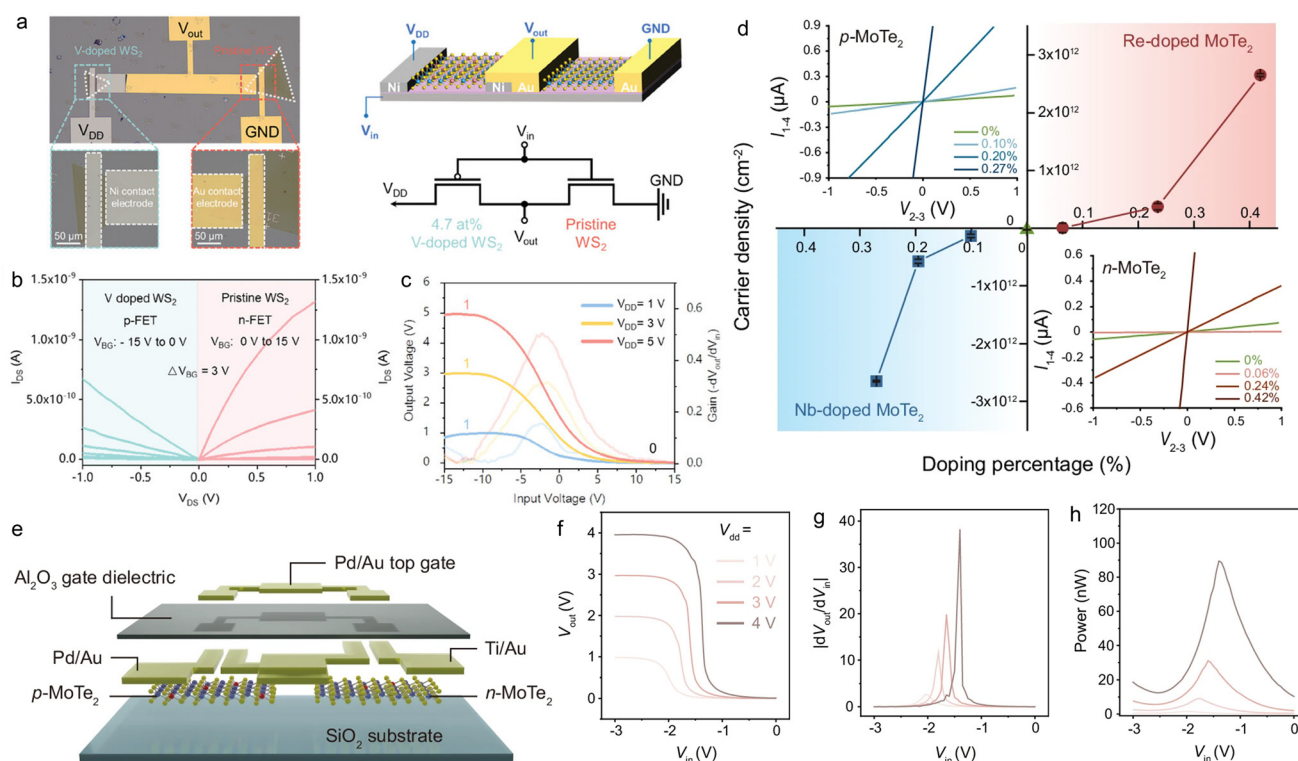 a
V-doped WS2
Vout
Pristine WS2
VDD
GND
Ni contact
electrode
50 µm
Au contact
electrode
50 µm
VDD
Vout
GND
Ni
Ni
Au
Au
Vin
Vin
VDD
GND
4.7 at%
V-doped WS2
Vout
Pristine
WS2
b
IDS (A)
1.5x10-9
1.0x10-9
5.0x10-10
0.0
V doped WS2
p-FET
VBG: - 15 V to 0 V
Pristine WS2
n-FET
VBG: 0 V to 15 V
△VBG = 3 V
1.5x10-9
1.0x10-9
5.0x10-10
0.0
IDS (A)
-1.0 -0.5 0.0 0.5 1.0
VDS (V)
c
Output Voltage (V)
6
5
4
3
2
1
0
1
1
1
0
VDD= 1 V
VDD= 3 V
VDD= 5 V
0.6
0.3
0.0
Gain (-dVout/dVin)
-15 -10 -5 0 5 10 15
Input Voltage (V)
d
p-MoTe2
I1-4 (µA)
0.9
0.6
0.3
0.0
-0.3
-0.6
-0.9
0%
0.10%
0.20%
0.27%
-1 -0.5 0 0.5 1
V2-3 (V)
Re-doped MoTe2
Carrier density (cm-2)
3×1012
2×1012
1×1012
0
-1×1012
-2×1012
-3×1012
0.1 0.2 0.3 0.4
0.3 0.2 0.1
Nb-doped MoTe2
n-MoTe2
I1-4 (µA)
0.6
0.4
0.2
0
-0.2
-0.4
-0.6
0%
0.06%
0.24%
0.42%
-1 -0.5 0 0.5 1
V2-3 (V)
Doping percentage (%)
e
Pd/Au top gate
Al2O3 gate dielectric
Pd/Au
Ti/Au
p-MoTe2
n-MoTe2
SiO2 substrate
f
Vout (V)
4
3
2
1
0
Vdd =
1 V
2 V
3 V
4 V
-3 -2 -1 0
Vin (V)
g
|dVout/dVin|
40
30
20
10
0
-3 -2 -1 0
Vin (V)
h
Power (nW)
120
100
80
60
40
20
0
-3 -2 -1 0
Vin (V)